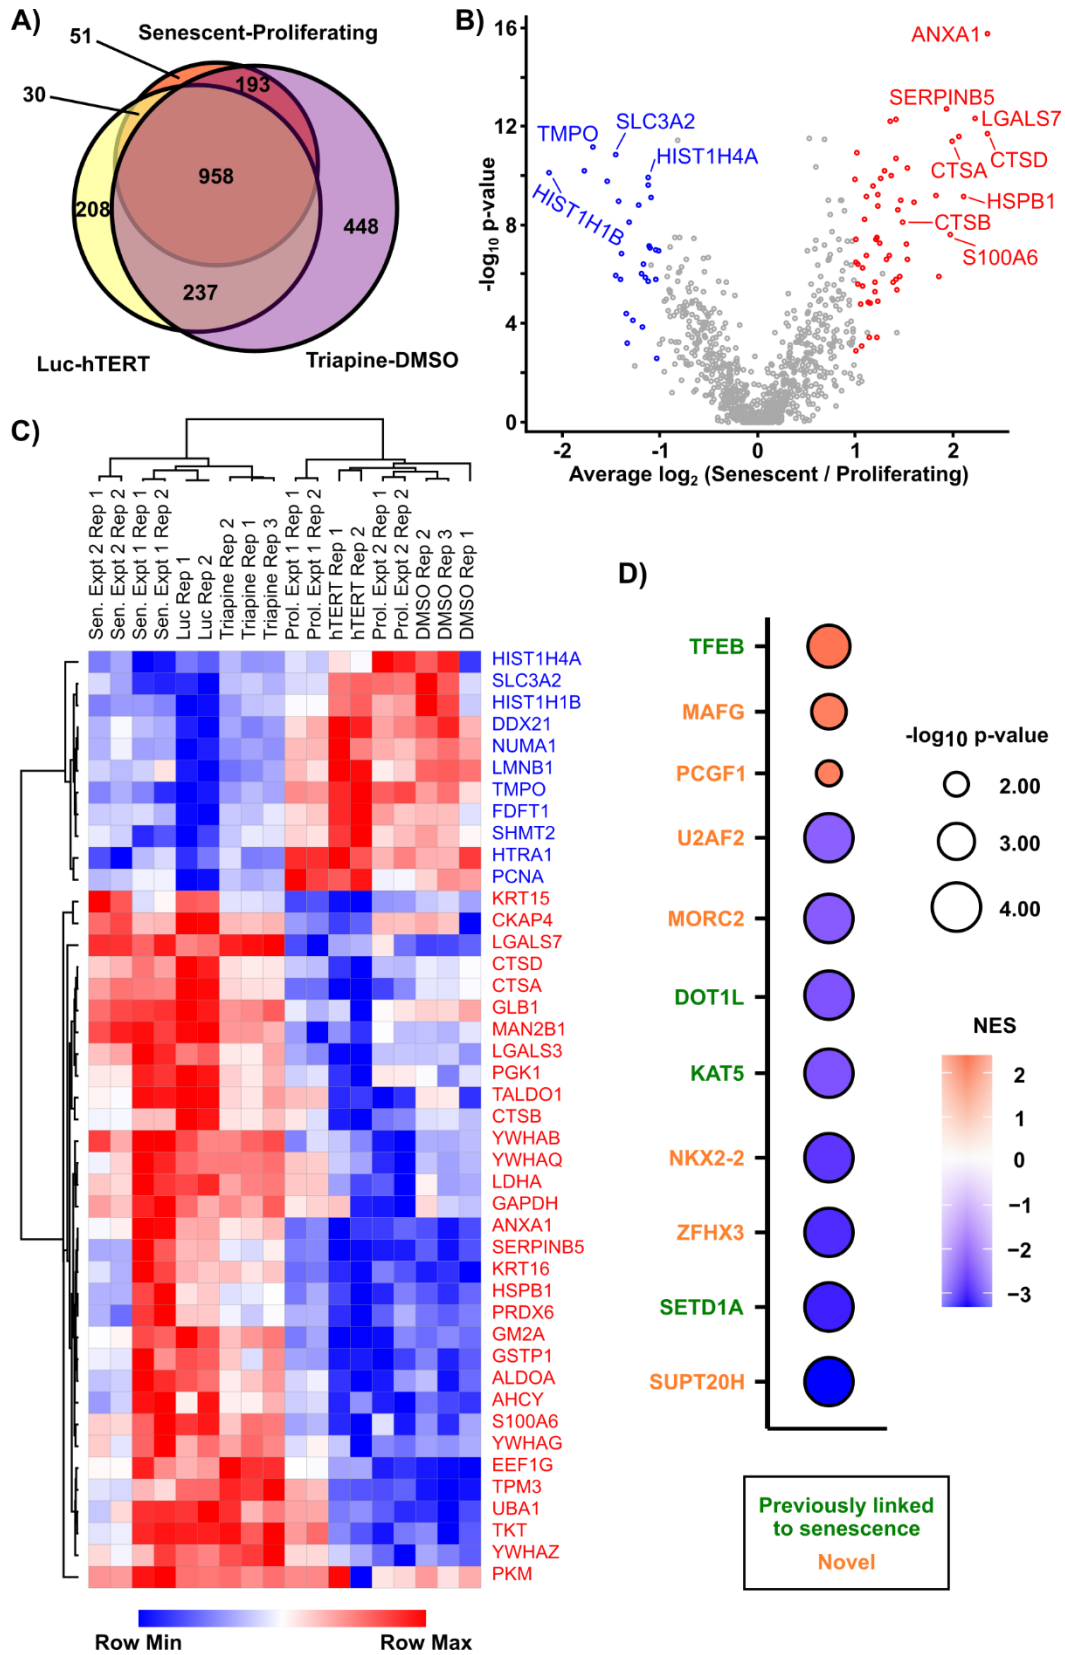 A)
Senescent-Proliferating
51
30
193
958
208
448
237
Luc-hTERT
Triapine-DMSO
B)
16
12
8
4
0
-log10 p-value
-2
-1
0
1
2
Average log2 (Senescent / Proliferating)
ANXA1
SERPINB5
LGALS7
TMPO
SLC3A2
HIST1H4A
CTSA
CTSD
HIST1H1B
HSPB1
CTSB
S100A6
C)
Sen. Expt 2 Rep 1
Sen. Expt 2 Rep 2
Sen. Expt 1 Rep 1
Sen. Expt 1 Rep 2
Luc Rep 1
Luc Rep 2
Triapine Rep 2
Triapine Rep 1
Triapine Rep 3
Prol. Expt 1 Rep 1
Prol. Expt 1 Rep 2
hTERT Rep 1
hTERT Rep 2
Prol. Expt 2 Rep 1
Prol. Expt 2 Rep 2
DMSO Rep 2
DMSO Rep 3
DMSO Rep 1
HIST1H4A
SLC3A2
HIST1H1B
DDX21
NUMA1
LMNB1
TMPO
FDFT1
SHMT2
HTRA1
PCNA
KRT15
CKAP4
LGALS7
CTSD
CTSA
GLB1
MAN2B1
LGALS3
PGK1
TALDO1
CTSB
YWHAB
YWHAQ
LDHA
GAPDH
ANXA1
SERPINB5
KRT16
HSPB1
PRDX6
GM2A
GSTP1
ALDOA
AHCY
S100A6
YWHAG
EEF1G
TPM3
UBA1
TKT
YWHAZ
PKM
Row Min
Row Max
D)
TFEB
MAFG
PCGF1
U2AF2
MORC2
DOT1L
KAT5
NKX2-2
ZFHX3
SETD1A
SUPT20H
-log10 p-value
2.00
3.00
4.00
NES
2
1
0
−1
−2
−3
Previously linked
to senescence
Novel